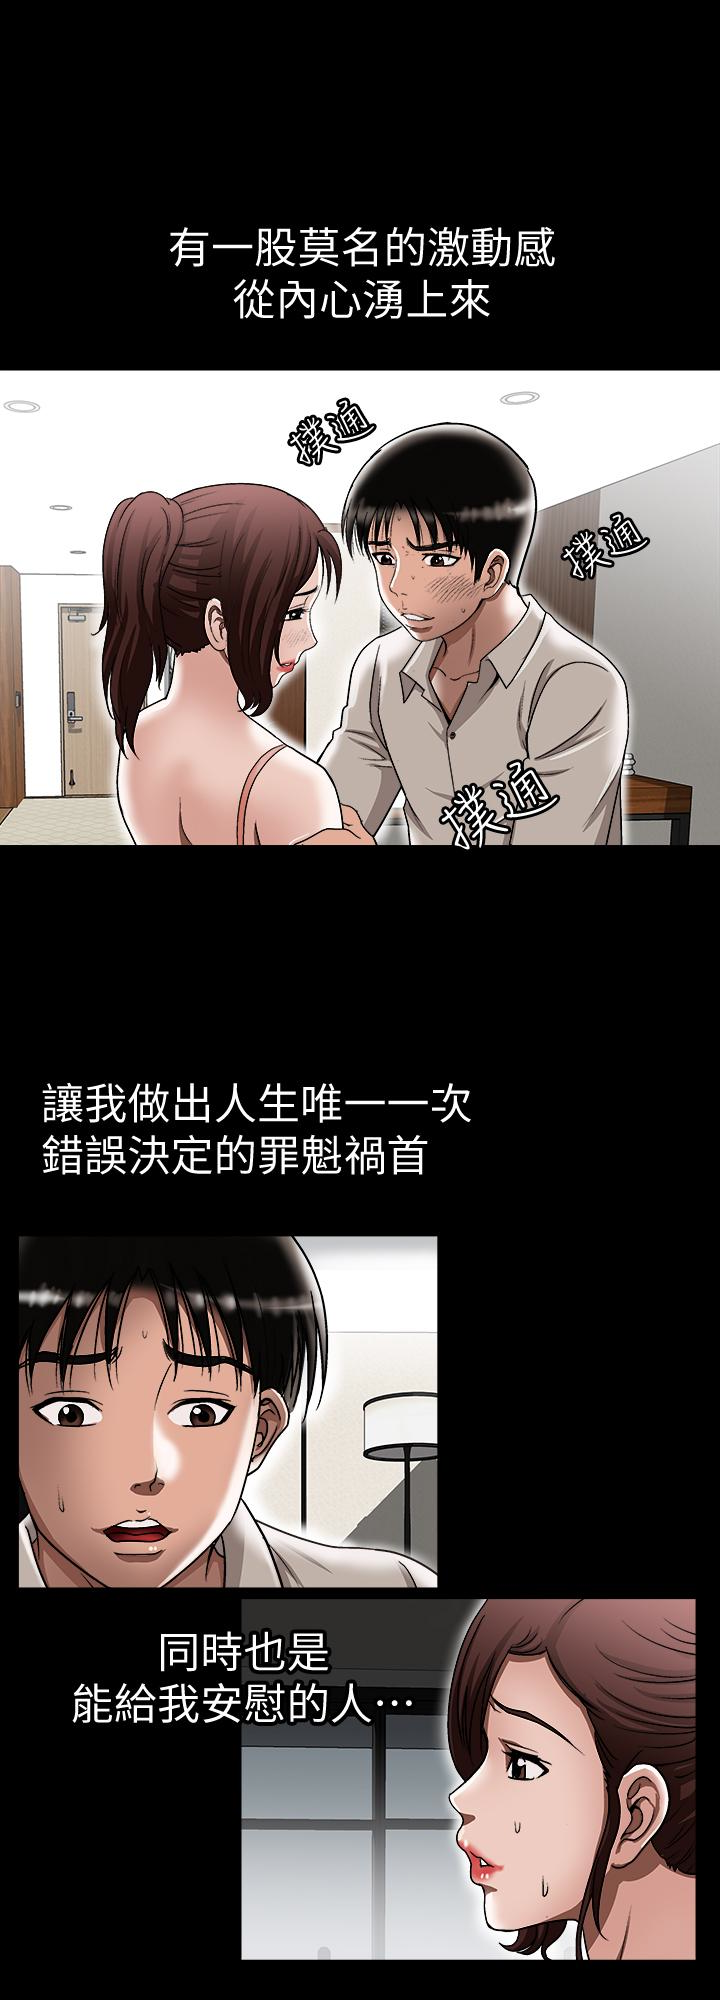 有一股莫名的激動感
從內心湧上來
撲通
撲通
撲通
讓我做出人生唯一一次
錯誤決定的罪魁禍首
同時也是
能給我安慰的人⋯